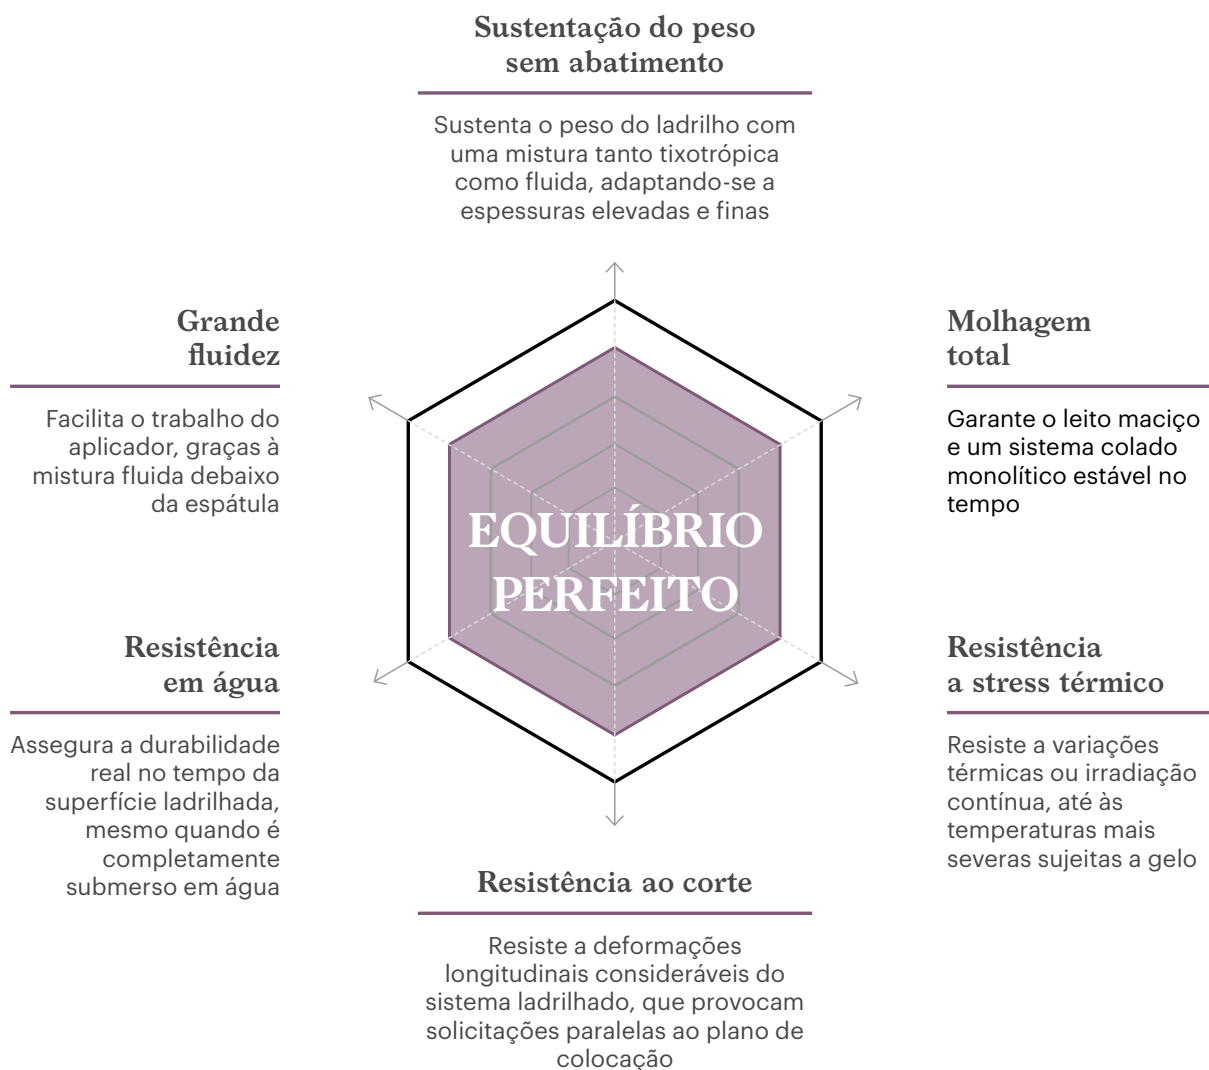 Sustentação do peso
sem abatimento
Sustenta o peso do ladrilho com
uma mistura tanto tixotrópica
como fluida, adaptando-se a
espessuras elevadas e finas
Grande
fluidez
Facilita o trabalho do
aplicador, graças à
mistura fluida debaixo
da espátula
Molhagem
total
Garante o leito maciço
e um sistema colado
monolítico estável no
tempo
EQUILÍBRIO
PERFEITO
Resistência
em água
Assegura a durabilidade
real no tempo da
superfície ladrilhada,
mesmo quando é
completamente
submerso em água
Resistência
a stress térmico
Resiste a variações
térmicas ou irradiação
contínua, até às
temperaturas mais
severas sujeitas a gelo
Resistência ao corte
Resiste a deformações
longitudinais consideráveis do
sistema ladrilhado, que provocam
solicitações paralelas ao plano de
colocação